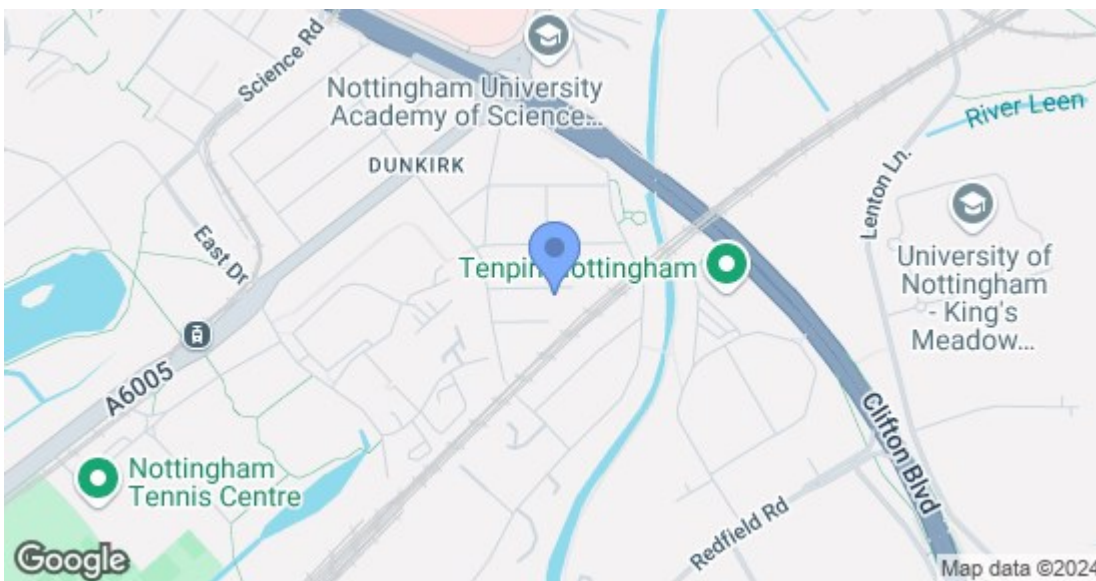 Science Rd
Nottingham University
Academy of Science...
DUNKIRK
River Leen
Lenton Ln.
East Dr
Tenpin Nottingham
University of
Nottingham
- King's
Meadow...
A6005
Clifton Blvd
Nottingham
Tennis Centre
Redfield Rd
Google
Map data ©2024